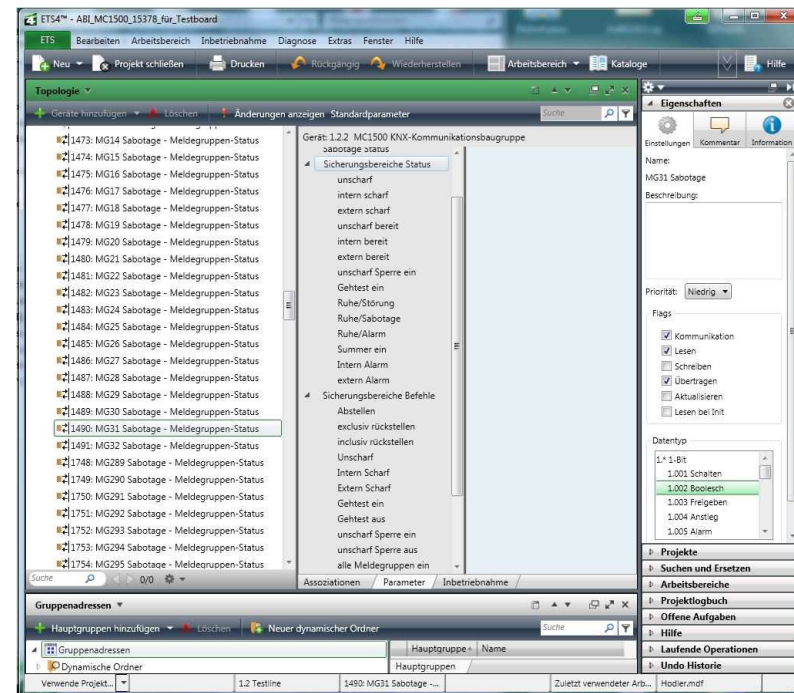 ETS4™ - ABI_MC1500_15378_für_Testboard
ETS Bearbeiten Arbeitsbereich Inbetriebnahme Diagnose Extras Fenster Hilfe
Neu Projekt schließen Drucken Rückgängig Wiederherstellen Arbeitsbereich Kataloge Hilfe
Topologie
Geräte hinzufügen Löschen Änderungen anzeigen Standardparameter Suche
1473: MG14 Sabotage - Meldegruppen-Status
1474: MG15 Sabotage - Meldegruppen-Status
1475: MG16 Sabotage - Meldegruppen-Status
1476: MG17 Sabotage - Meldegruppen-Status
1477: MG18 Sabotage - Meldegruppen-Status
1478: MG19 Sabotage - Meldegruppen-Status
1479: MG20 Sabotage - Meldegruppen-Status
1480: MG21 Sabotage - Meldegruppen-Status
1481: MG22 Sabotage - Meldegruppen-Status
1482: MG23 Sabotage - Meldegruppen-Status
1483: MG24 Sabotage - Meldegruppen-Status
1484: MG25 Sabotage - Meldegruppen-Status
1485: MG26 Sabotage - Meldegruppen-Status
1486: MG27 Sabotage - Meldegruppen-Status
1487: MG28 Sabotage - Meldegruppen-Status
1488: MG29 Sabotage - Meldegruppen-Status
1489: MG30 Sabotage - Meldegruppen-Status
1490: MG31 Sabotage - Meldegruppen-Status
1491: MG32 Sabotage - Meldegruppen-Status
1748: MG289 Sabotage - Meldegruppen-Status
1749: MG290 Sabotage - Meldegruppen-Status
1750: MG291 Sabotage - Meldegruppen-Status
1751: MG292 Sabotage - Meldegruppen-Status
1752: MG293 Sabotage - Meldegruppen-Status
1753: MG294 Sabotage - Meldegruppen-Status
1754: MG295 Sabotage - Meldegruppen-Status
Suche 0/0
Gerät: 1.2.2 MC1500 KNX-Kommunikationsbaugruppe
Sabotage Status
Sicherungsbereiche Status
unscharf
intern scharf
extern scharf
unscharf bereit
intern bereit
extern bereit
unscharf Sperre ein
Gehtest ein
Ruhe/Störung
Ruhe/Sabotage
Ruhe/Alarm
Summer ein
Intern Alarm
extern Alarm
Sicherungsbereiche Befehle
Abstellen
exclusiv rückstellen
inclusiv rückstellen
Unscharf
Intern Scharf
Extern Scharf
Gehtest ein
Gehtest aus
unscharf Sperre ein
unscharf Sperre aus
alle Meldegruppen ein
Assoziationen Parameter Inbetriebnahme
Eigenschaften
Einstellungen Kommentar Information
Name:
MG31 Sabotage
Beschreibung:
Priorität: Niedrig
Flags
Kommunikation
Lesen
Schreiben
Übertragen
Aktualisieren
Lesen bei Init
Datentyp
1.* 1-Bit
1.001 Schalten
1.002 Boolesch
1.003 Freigeben
1.004 Anstieg
1.005 Alarm
Projekte
Suchen und Ersetzen
Arbeitsbereiche
Projektlogbuch
Offene Aufgaben
Hilfe
Laufende Operationen
Undo Historie
Gruppenadressen
Hauptgruppen hinzufügen Löschen Neuer dynamischer Ordner Suche
Gruppenadressen
Dynamische Ordner
Hauptgruppe Name
Hauptgruppen
Verwende Projekt... 1.2 Testline 1490: MG31 Sabotage -... Zuletzt verwendeter Arb... Hodler.mdf